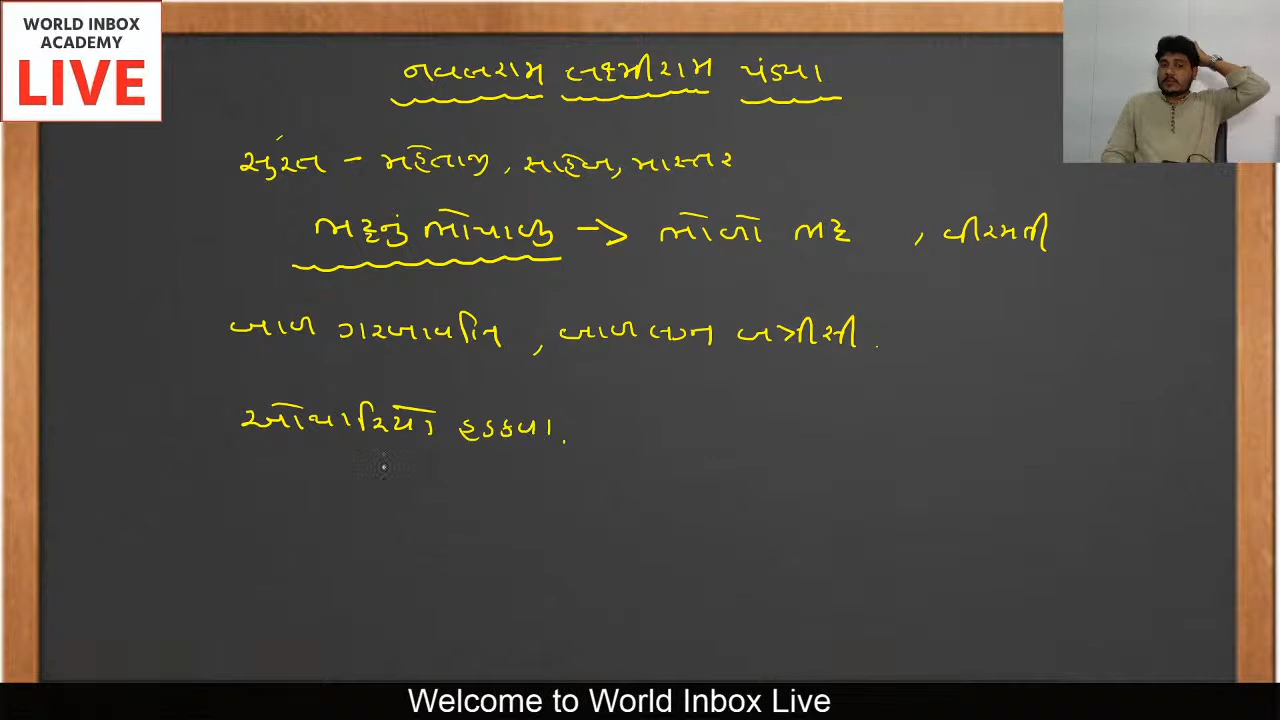 WORLD INBOX
ACADEMY
LIVE
નવલરામ લક્ષ્મીરામ પંડ્યા
સુરત - મહેતાજી, સાહેબ, માસ્તર
ભટ્ટનું ભોપાળુ -> ભોળો ભટ્ટ , વીરમતી
બાળ ગરબાવળિ , બાળલગ્ન બત્રીસી .
ઓથારિયો હડકવા .
Welcome to World Inbox Live